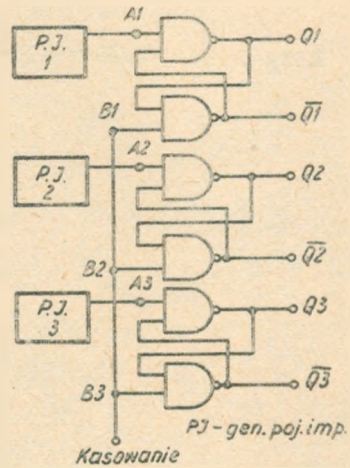 A1
P.J.
1
Q1
B1
Q1
A2
P.J.
2
Q2
B2
Q2
A3
P.J.
3
Q3
B3
Q3
PJ-gen.poj.imp.
Kasowanie